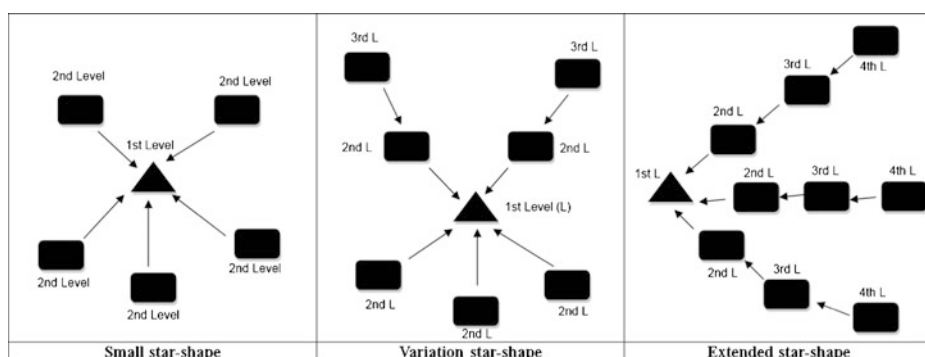 2nd Level
2nd Level
1st Level
2nd Level
2nd Level
2nd Level
Small star-shape
3rd L
3rd L
2nd L
2nd L
1st Level (L)
2nd L
2nd L
2nd L
Variation star-shape
4th L
3rd L
2nd L
1st L
2nd L
3rd L
4th L
2nd L
3rd L
4th L
Extended star-shape